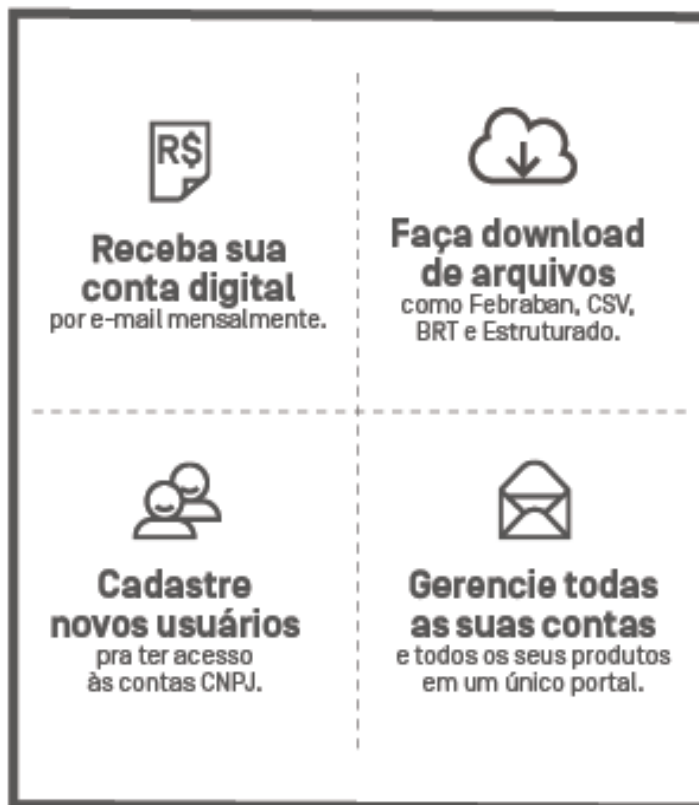 R$
Receba sua
conta digital
por e-mail mensalmente.
Faça download
de arquivos
como Febraban, CSV,
BRT e Estruturado.
Cadastre
novos usuários
pra ter acesso
às contas CNPJ.
Gerencie todas
as suas contas
e todos os seus produtos
em um único portal.